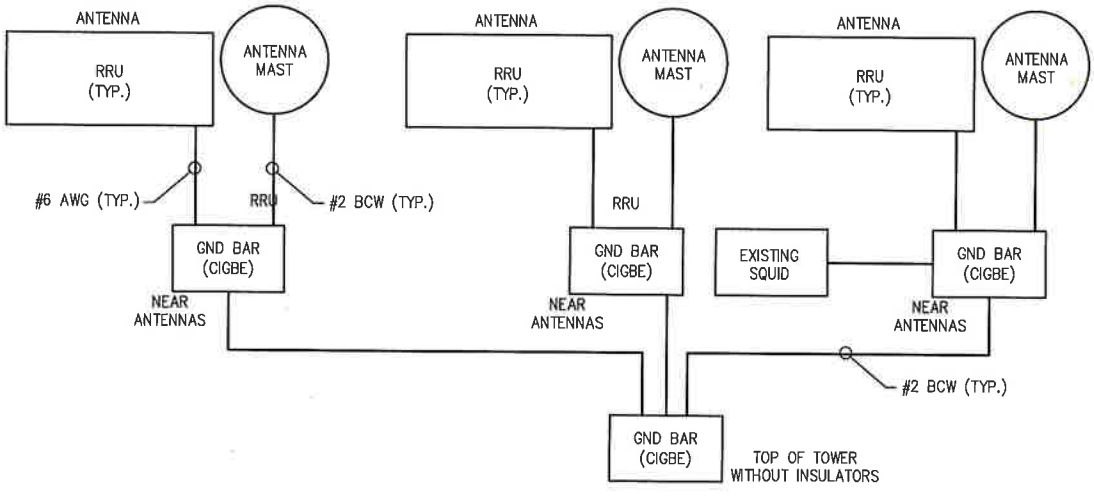 ANTENNA
RRU
(TYP.)
ANTENNA
MAST
ANTENNA
RRU
(TYP.)
ANTENNA
MAST
ANTENNA
RRU
(TYP.)
ANTENNA
MAST
#6 AWG (TYP.)
RRU
#2 BCW (TYP.)
RRU
GND BAR
(CIGBE)
GND BAR
(CIGBE)
EXISTING
SQUID
GND BAR
(CIGBE)
NEAR
ANTENNAS
NEAR
ANTENNAS
NEAR
ANTENNAS
#2 BCW (TYP.)
GND BAR
(CIGBE)
TOP OF TOWER
WITHOUT INSULATORS